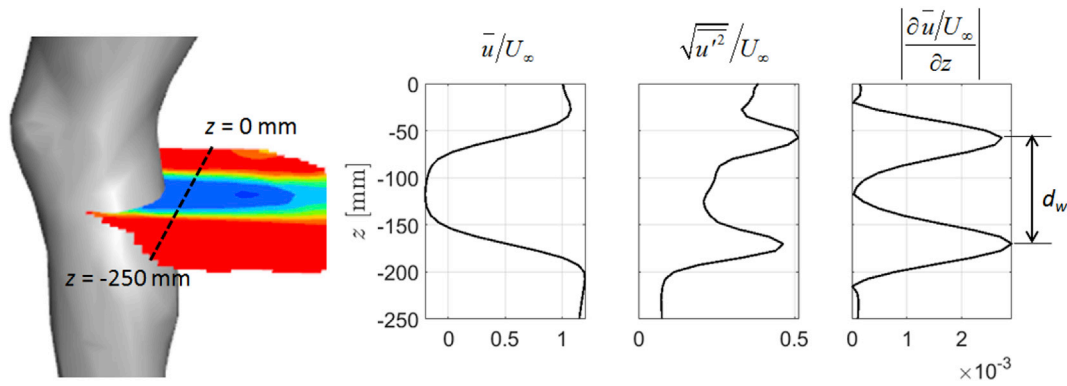 u̅/U∞
√u'²/U∞
|∂u̅/U∞ / ∂z|
z = 0 mm
z = -250 mm
z [mm]
0
-50
-100
-150
-200
-250
0 0.5 1
0 0.5
0 1 2
×10⁻³
d_w